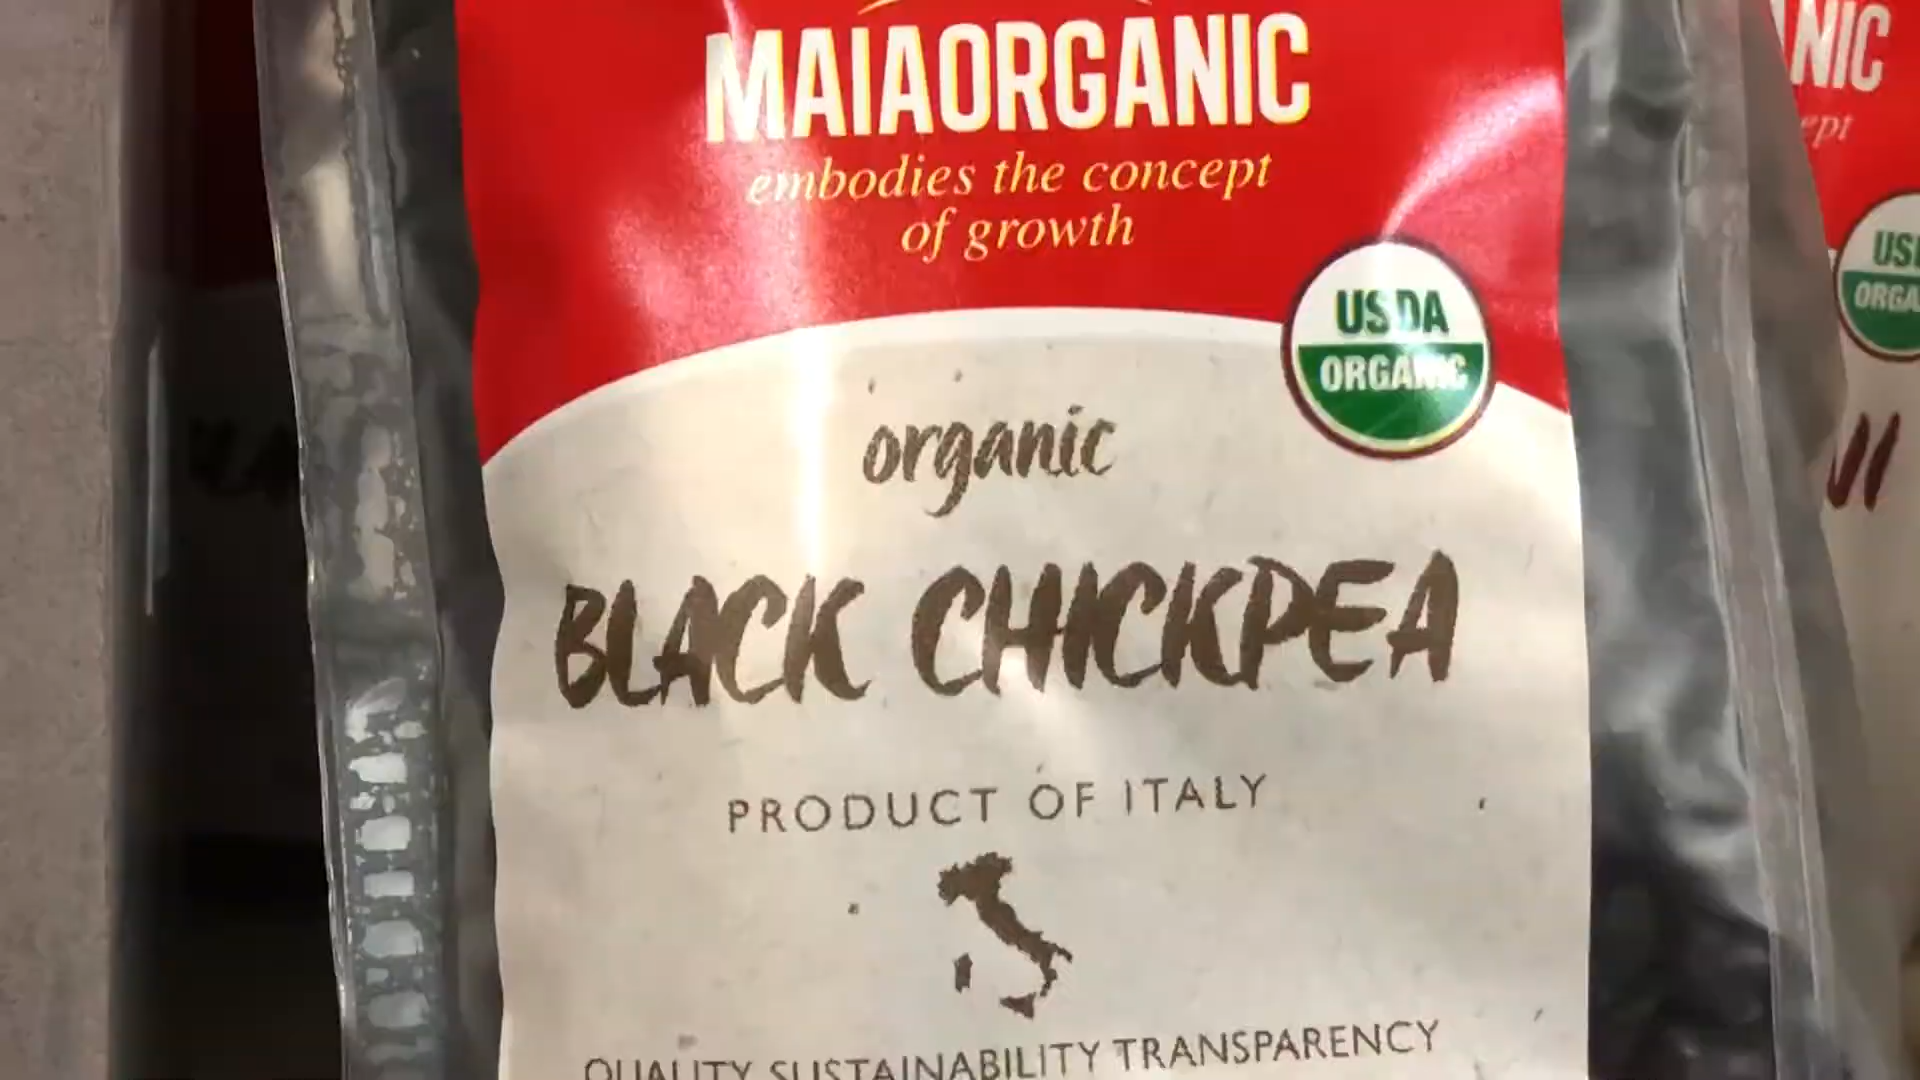 MAIAORGANIC
embodies the concept
of growth
USDA
ORGANIC
organic
BLACK CHICKPEA
PRODUCT OF ITALY
QUALITY SUSTAINABILITY TRANSPARENCY